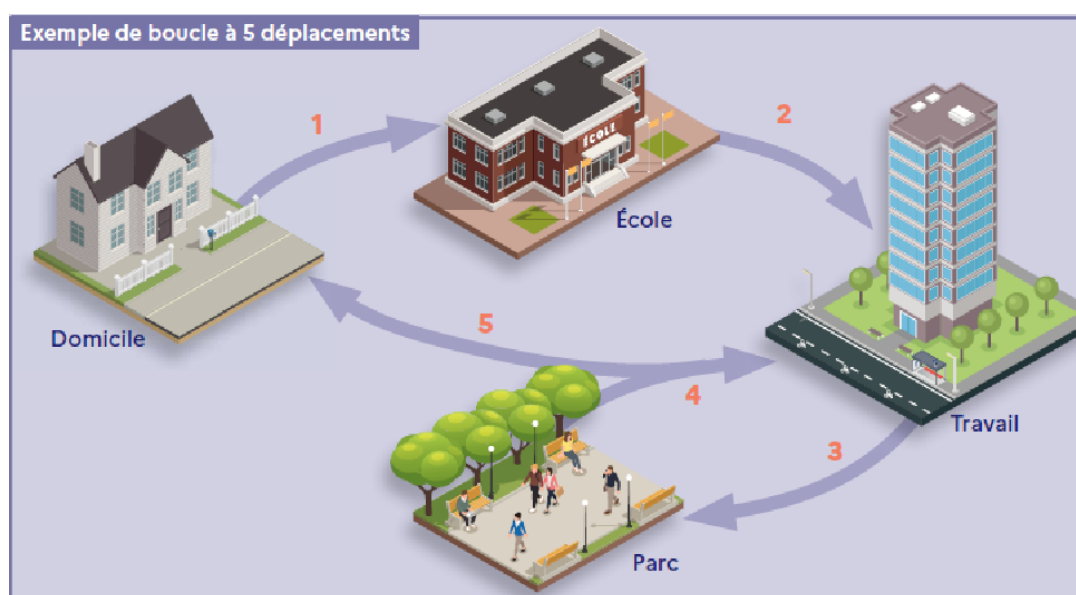 Exemple de boucle à 5 déplacements
1
2
ÉCOLE
École
Domicile
5
4
3
Travail
Parc